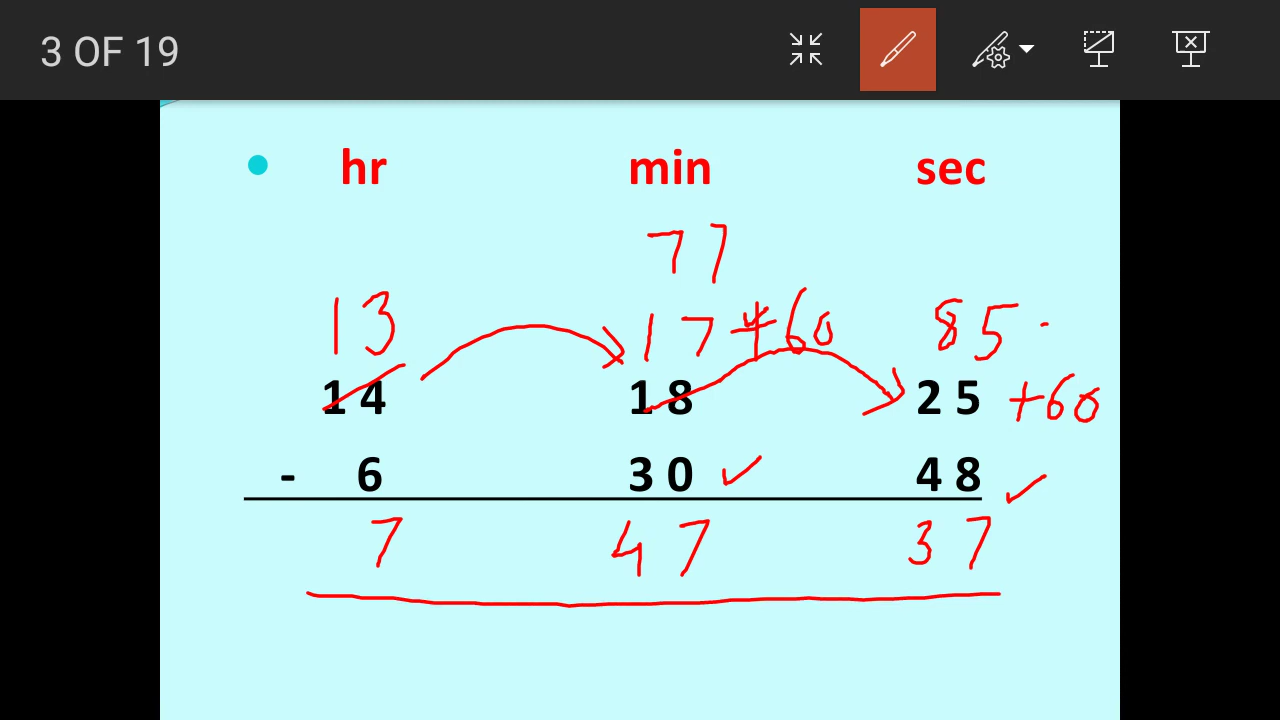 3 OF 19
hr min sec
77
13 17+60 85
14 18 25 +60
- 6 30 ✓ 48 ✓
7 47 37